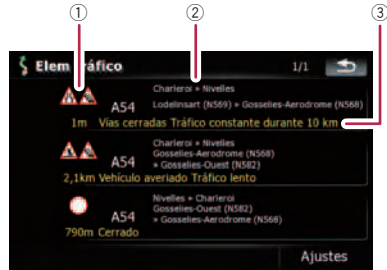 ① ② ③
Elem tráfico 1/1
Charleroi » Nivelles
A54 Lodelinsart (N569) » Gosselies-Aerodrome (N568)
1m Vías cerradas Tráfico constante durante 10 km
Charleroi » Nivelles
Gosselies-Aerodrome (N568)
A54 » Gosselies-Ouest (N582)
2,1km Vehículo averiado Tráfico lento
Nivelles » Charleroi
Gosselies-Ouest (N582)
A54 » Gosselies-Aerodrome (N568)
790m Cerrado
Ajustes